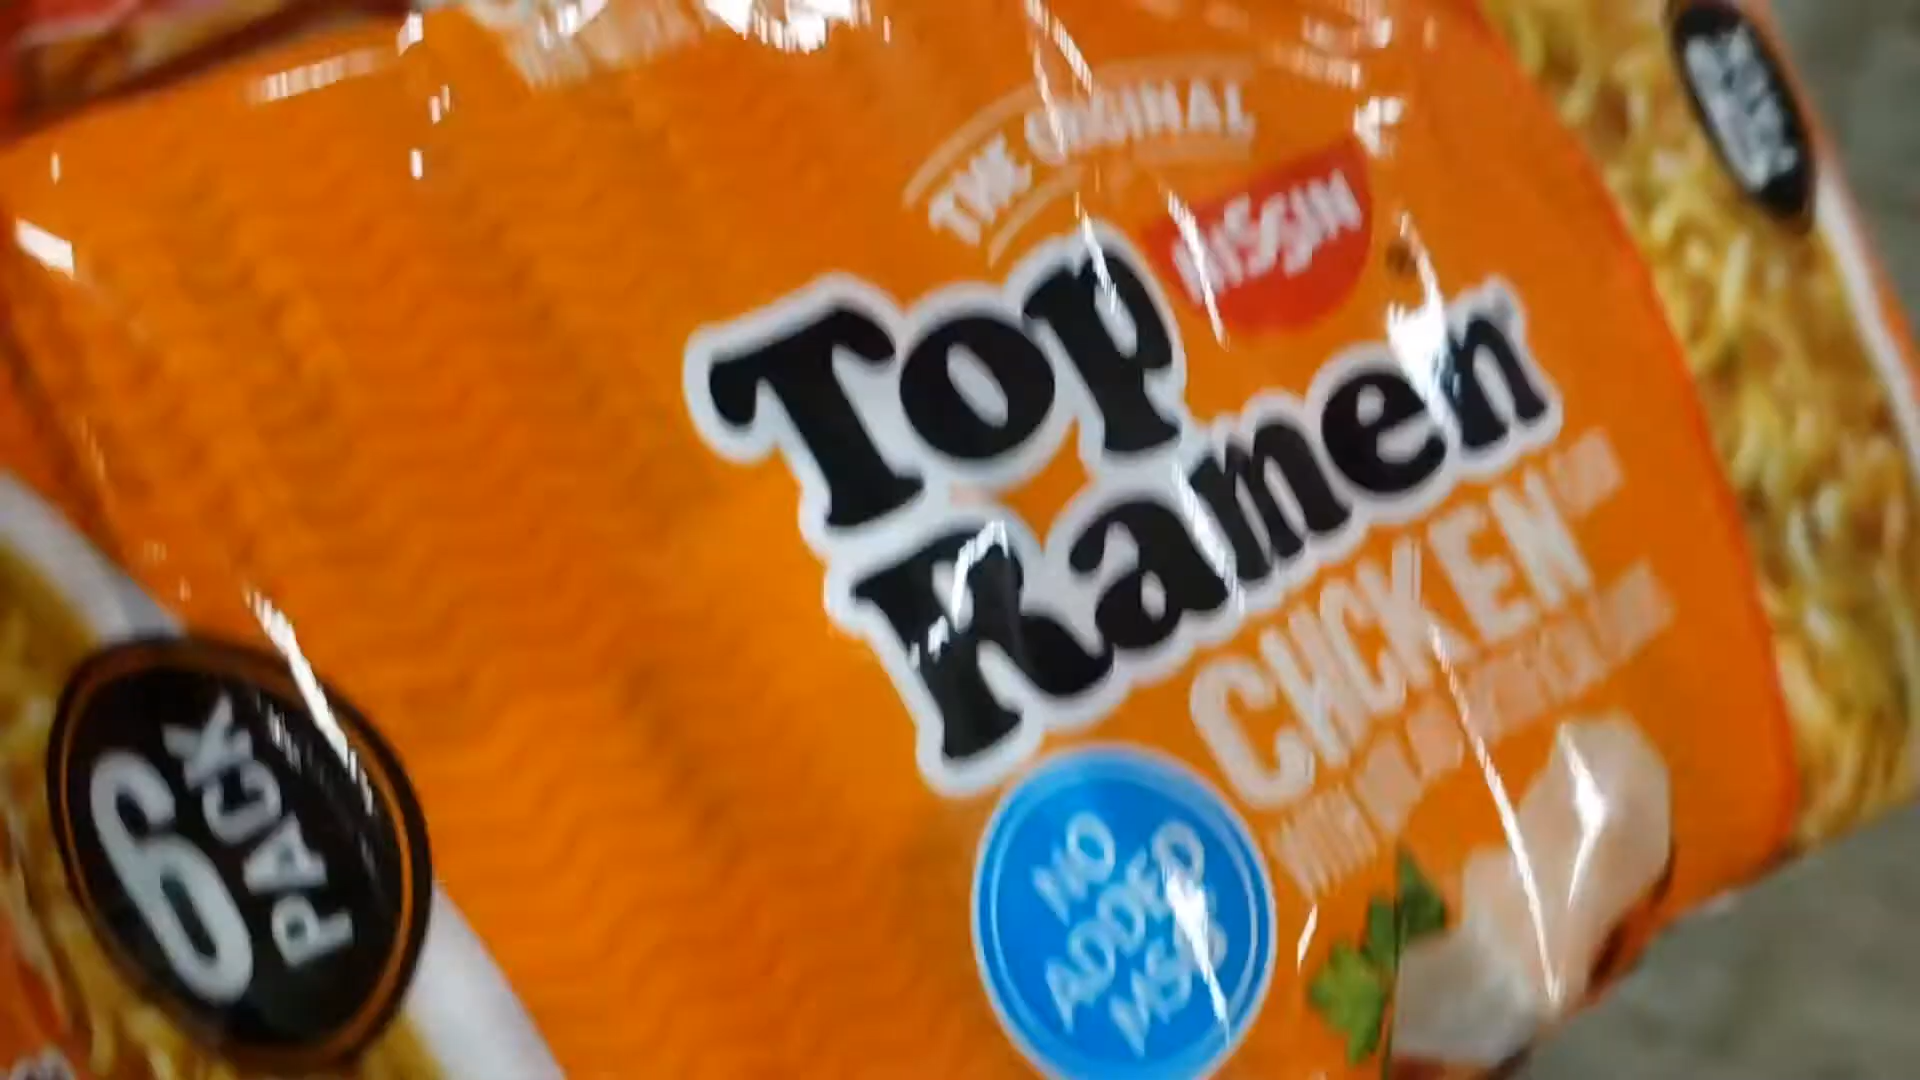 THE ORIGINAL
NISSIN
Top
Ramen
CHICKEN
NO
ADDED
MSG
6
PACK